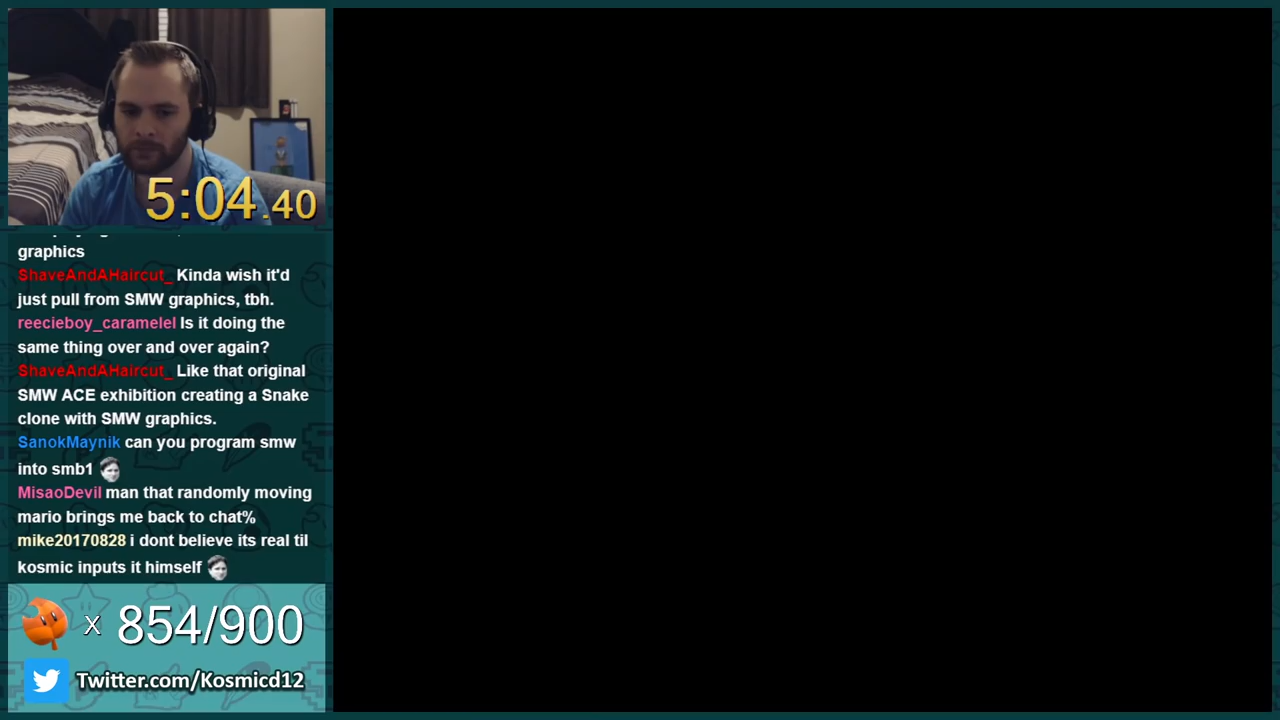 5:04.40
graphics
ShaveAndAHaircut_ Kinda wish it'd
just pull from SMW graphics, tbh.
reecieboy_caramelel Is it doing the
same thing over and over again?
ShaveAndAHaircut_ Like that original
SMW ACE exhibition creating a Snake
clone with SMW graphics.
SanokMaynik can you program smw
into smb1
MisaoDevil man that randomly moving
mario brings me back to chat%
mike20170828 i dont believe its real til
kosmic inputs it himself
x 854/900
Twitter.com/Kosmicd12